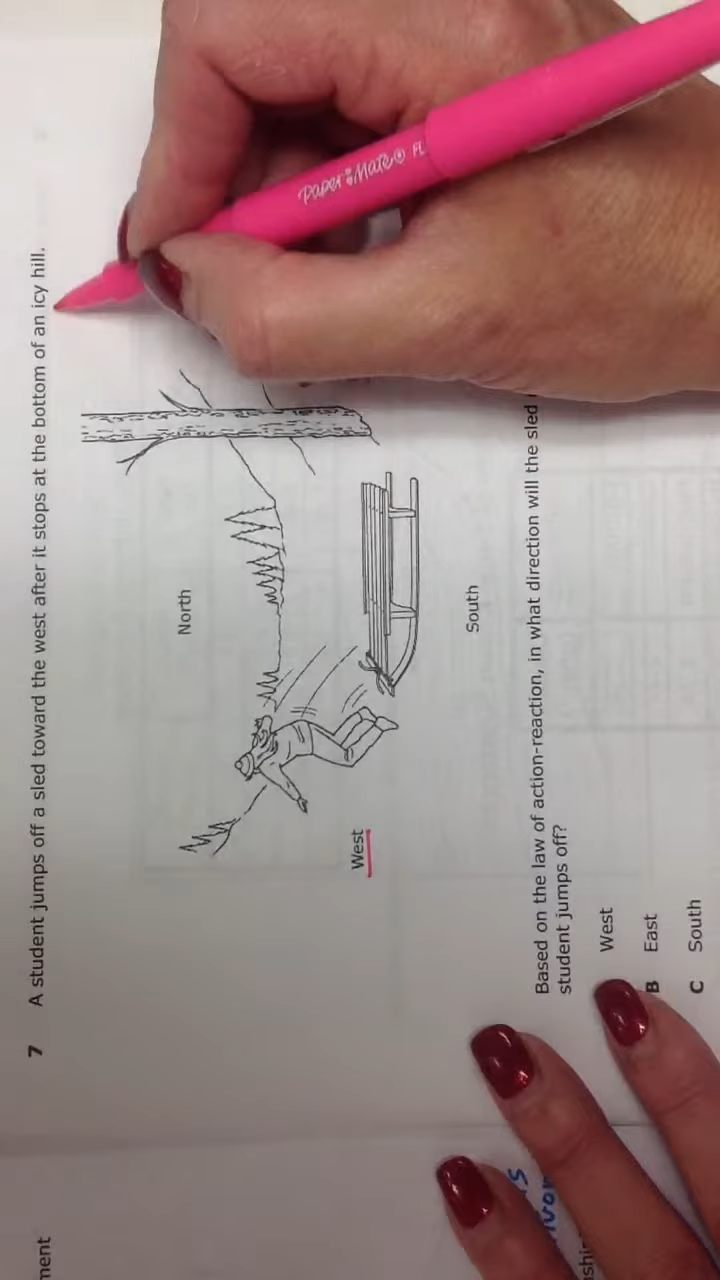 7 A student jumps off a sled toward the west after it stops at the bottom of an icy hill.
North
West
South
Based on the law of action-reaction, in what direction will the sled
student jumps off?
West
B East
C South
Paper Mate® FL